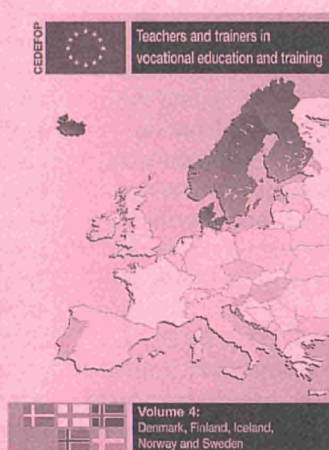 CEDEFOP
Teachers and trainers in
vocational education and training
Volume 4:
Denmark, Finland, Iceland,
Norway and Sweden